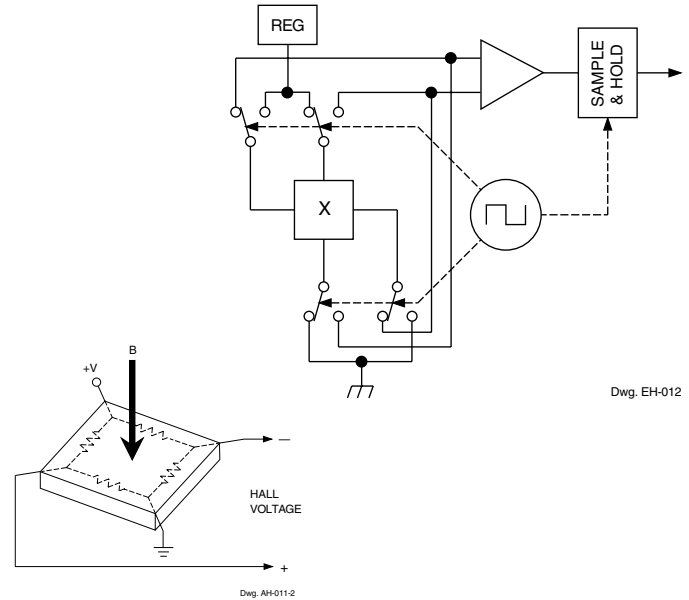 REG
SAMPLE
& HOLD
X
Dwg. EH-012
B
+V
—
HALL
VOLTAGE
+
Dwg. AH-011-2